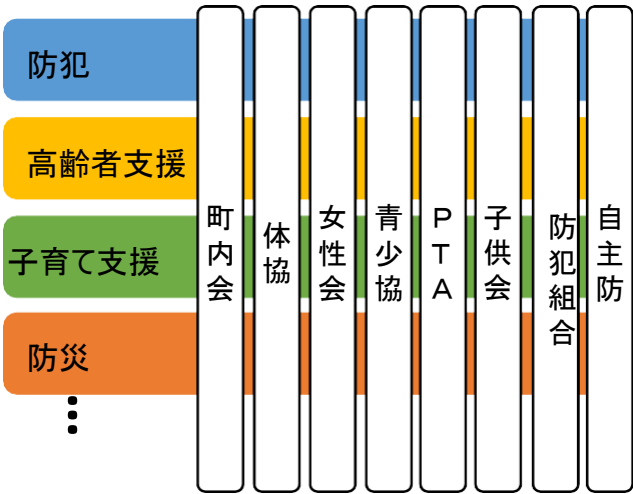 防犯
高齢者支援
子育て支援
防災
町内会
体協
女性会
青少協
PTA
子供会
防犯組合
自主防